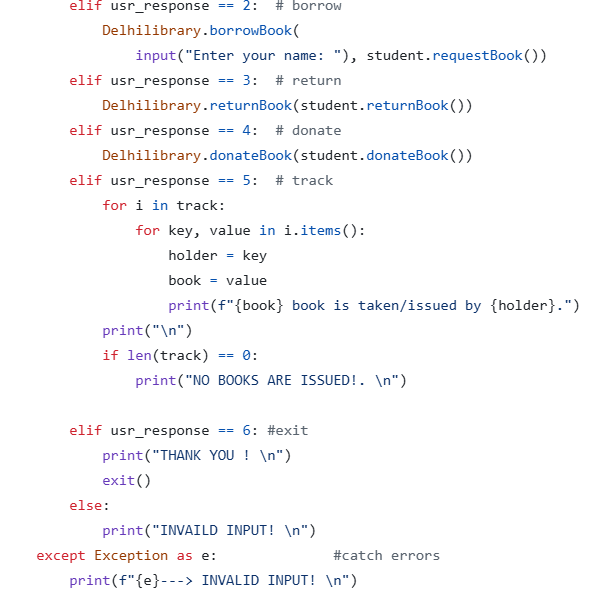 elif usr_response == 2:  # borrow
Delhilibrary.borrowBook(
input("Enter your name: "), student.requestBook())
elif usr_response == 3:  # return
Delhilibrary.returnBook(student.returnBook())
elif usr_response == 4:  # donate
Delhilibrary.donateBook(student.donateBook())
elif usr_response == 5:  # track
for i in track:
for key, value in i.items():
holder = key
book = value
print(f"{book} book is taken/issued by {holder}.")
print("\n")
if len(track) == 0:
print("NO BOOKS ARE ISSUED!. \n")
elif usr_response == 6: #exit
print("THANK YOU ! \n")
exit()
else:
print("INVAILD INPUT! \n")
except Exception as e:              #catch errors
print(f"{e}---> INVALID INPUT! \n")